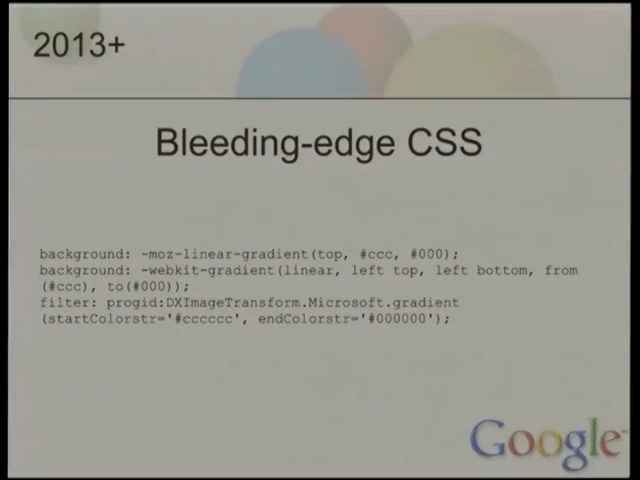 2013+
Bleeding-edge CSS
background: -moz-linear-gradient(top, #ccc, #000);
background: -webkit-gradient(linear, left top, left bottom, from
(#ccc), to(#000));
filter: progid:DXImageTransform.Microsoft.gradient
(startColorstr='#cccccc', endColorstr='#000000');
Google